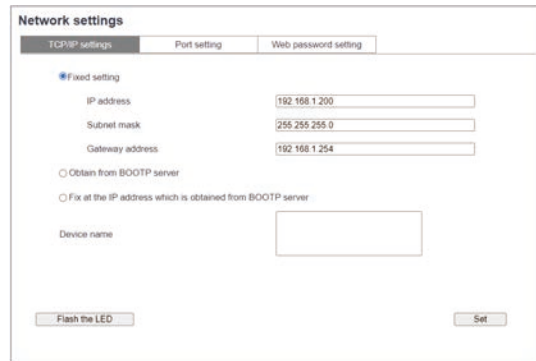 Network settings
TCP/IP settings Port setting Web password setting
Fixed setting
IP address 192.168.1.200
Subnet mask 255.255.255.0
Gateway address 192.168.1.254
Obtain from BOOTP server
Fix at the IP address which is obtained from BOOTP server
Device name
Flash the LED Set